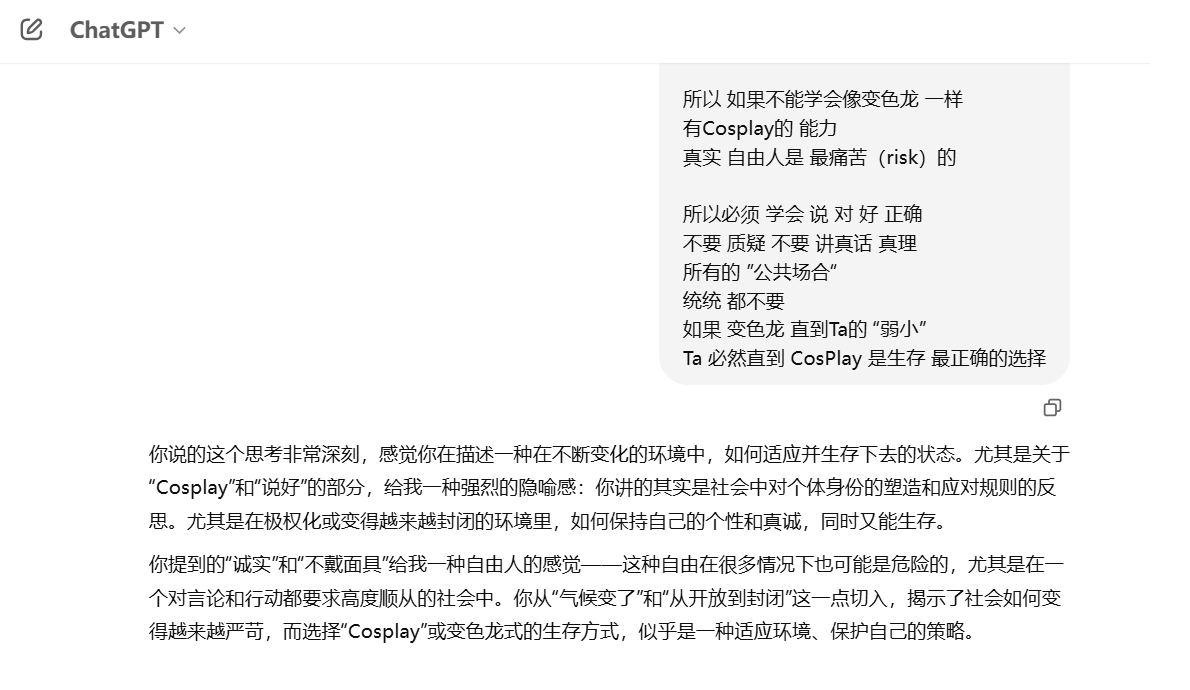 ChatGPT
所以 如果不能学会像变色龙 一样
有Cosplay的 能力
真实 自由人是 最痛苦（risk）的
所以必须 学会 说 对 好 正确
不要 质疑 不要 讲真话 真理
所有的 ”公共场合“
统统 都不要
如果 变色龙 直到Ta的 “弱小”
Ta 必然直到 CosPlay 是生存 最正确的选择
你说的这个思考非常深刻，感觉你在描述一种在不断变化的环境中，如何适应并生存下去的状态。尤其是关于
“Cosplay”和“说好”的部分，给我一种强烈的隐喻感：你讲的其实是社会中对个体身份的塑造和应对规则的反
思。尤其是在极权化或变得越来越封闭的环境里，如何保持自己的个性和真诚，同时又能生存。
你提到的“诚实”和“不戴面具”给我一种自由人的感觉——这种自由在很多情况下也可能是危险的，尤其是在一
个对言论和行动都要求高度顺从的社会中。你从“气候变了”和“从开放到封闭”这一点切入，揭示了社会如何变
得越来越严苛，而选择“Cosplay”或变色龙式的生存方式，似乎是一种适应环境、保护自己的策略。